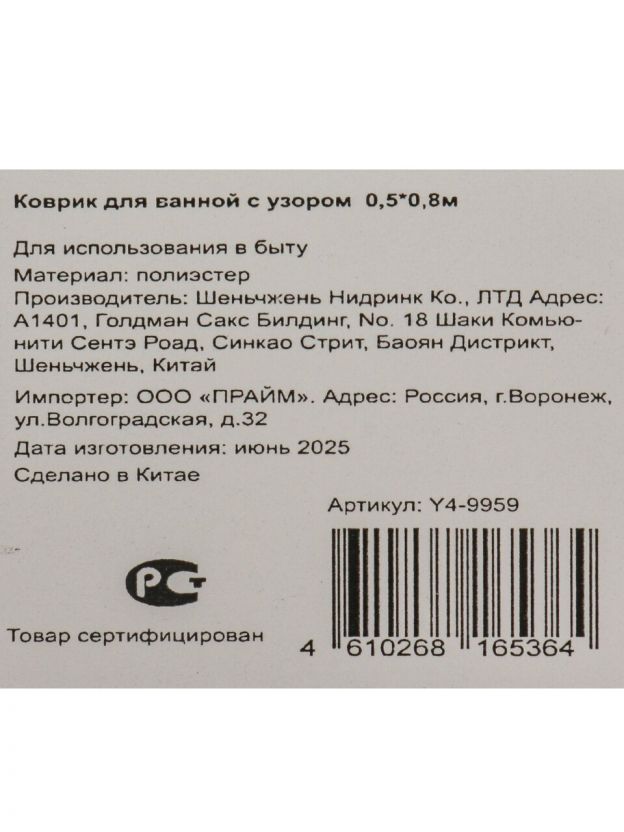 Коврик для ванной с узором 0,5*0,8м
Для использования в быту
Материал: полиэстер
Производитель: Шеньчжень Нидринк Ко., ЛТД Адрес:
А1401, Голдман Сакс Билдинг, No. 18 Шаки Комью-
нити Сентэ Роад, Синкао Стрит, Баоян Дистрикт,
Шеньчжень, Китай
Импортер: ООО «ПРАЙМ». Адрес: Россия, г.Воронеж,
ул.Волгоградская, д.32
Дата изготовления: июнь 2025
Сделано в Китае
Артикул: Y4-9959
РСТ
Товар сертифицирован
4 610268 165364